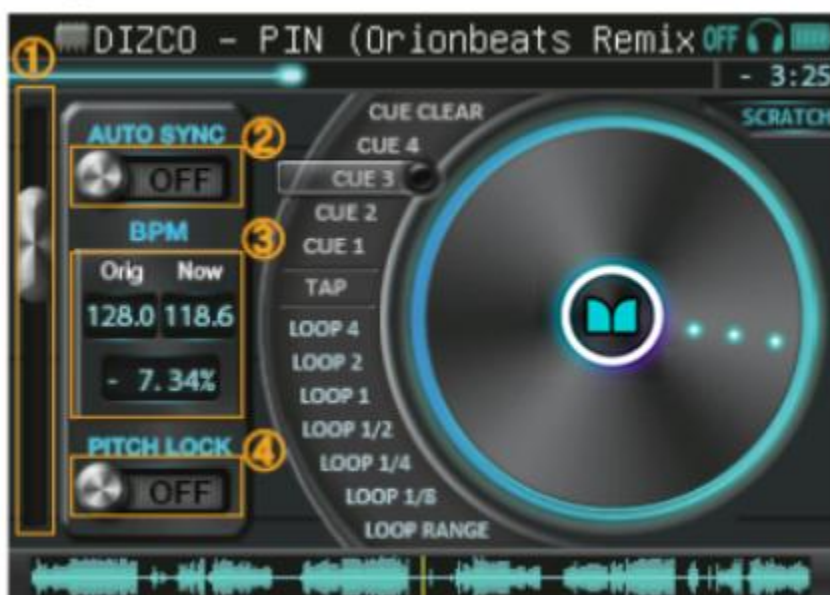 DIZCO - PIN (Orionbeats Remix OFF
①
- 3:25
SCRATCH
AUTO SYNC ②
OFF
BPM
③
Orig Now
128.0 118.6
- 7.34%
PITCH LOCK ④
OFF
CUE CLEAR
CUE 4
CUE 3
CUE 2
CUE 1
TAP
LOOP 4
LOOP 2
LOOP 1
LOOP 1/2
LOOP 1/4
LOOP 1/8
LOOP RANGE